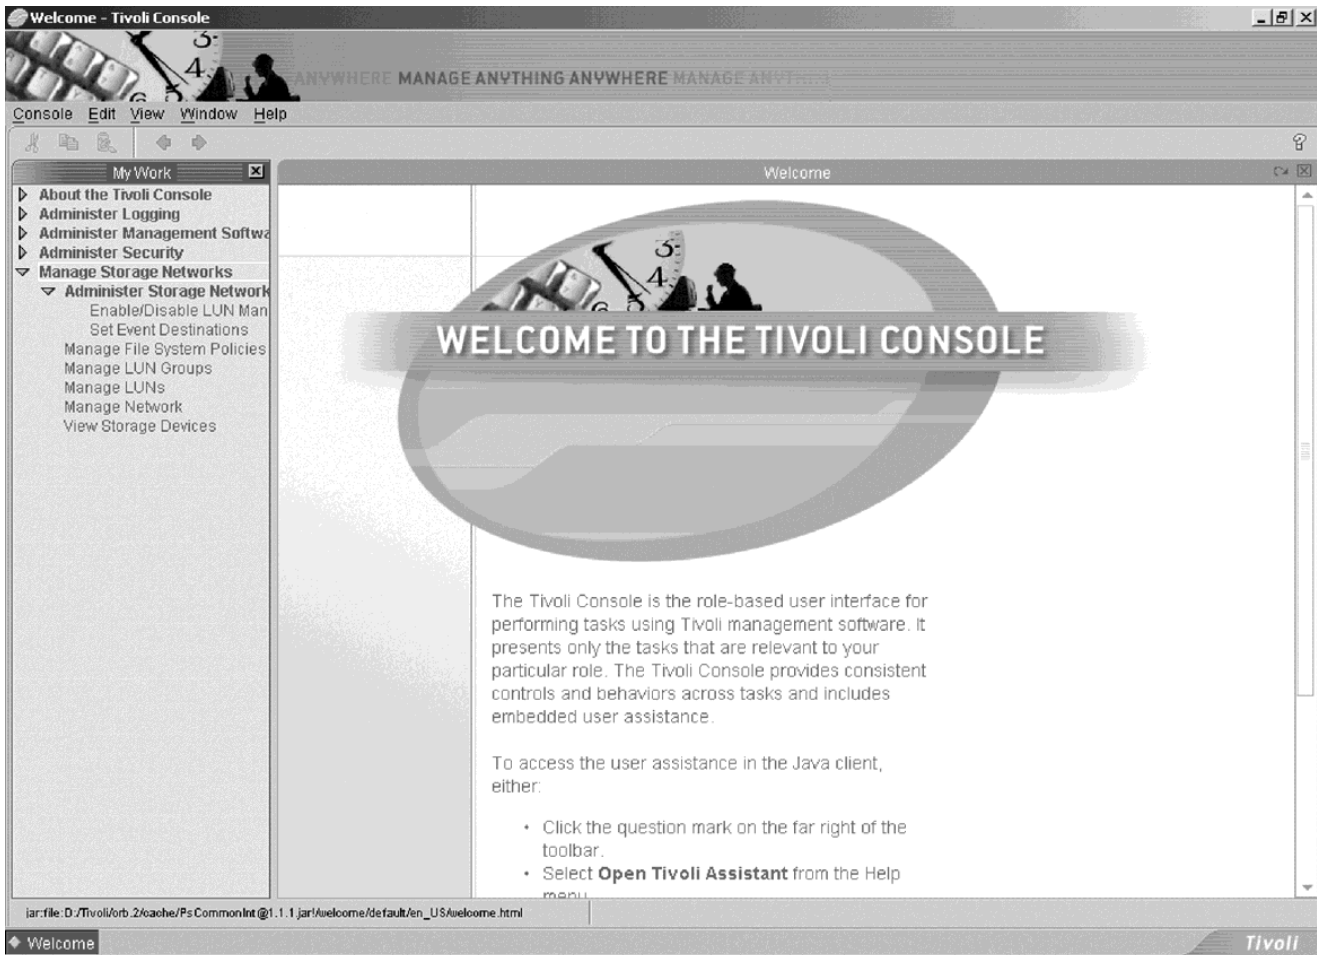 Welcome - Tivoli Console
ANYWHERE MANAGE ANYTHING ANYWHERE MANAGE
Console Edit View Window Help
My Work
Welcome
About the Tivoli Console
Administer Logging
Administer Management Softwa
Administer Security
Manage Storage Networks
Administer Storage Network
Enable/Disable LUN Man
Set Event Destinations
Manage File System Policies
Manage LUN Groups
Manage LUNs
Manage Network
View Storage Devices
WELCOME TO THE TIVOLI CONSOLE
The Tivoli Console is the role-based user interface for
performing tasks using Tivoli management software. It
presents only the tasks that are relevant to your
particular role. The Tivoli Console provides consistent
controls and behaviors across tasks and includes
embedded user assistance.
To access the user assistance in the Java client,
either:
• Click the question mark on the far right of the
toolbar.
• Select Open Tivoli Assistant from the Help
menu
jar:file:D:/Tivoli/orb.2/cache/PsCommonInt@1.1.1.jar!/welcome/default/en_US/welcome.html
Welcome
Tivoli